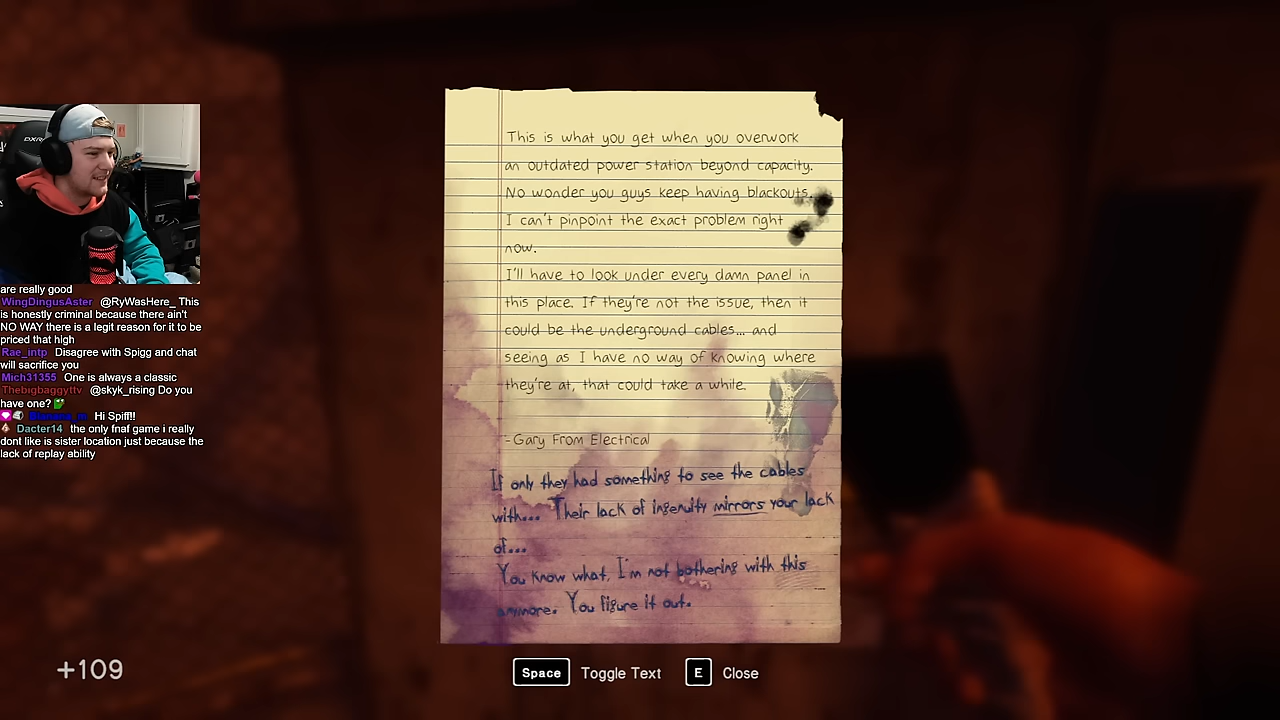 This is what you get when you overwork
an outdated power station beyond capacity.
No wonder you guys keep having blackouts.
I can't pinpoint the exact problem right
now.
I'll have to look under every damn panel in
this place. If they're not the issue, then it
could be the underground cables... and
seeing as I have no way of knowing where
they're at, that could take a while.
-Gary From Electrical
If only they had something to see the cables
with... Their lack of ingenuity mirrors your lack
of...
You know what, I'm not bothering with this
anymore. You figure it out.
are really good
WingDingusAster @RyWasHere_ This
is honestly criminal because there ain't
NO WAY there is a legit reason for it to be
priced that high
Rae_intp Disagree with Spigg and chat
will sacrifice you
Mich31355 One is always a classic
Thebigbaggyttv @skyk_rising Do you
have one?
Hi Spiff!!
Dacter14 the only fnaf game i really
dont like is sister location just because the
lack of replay ability
+109
Space Toggle Text E Close